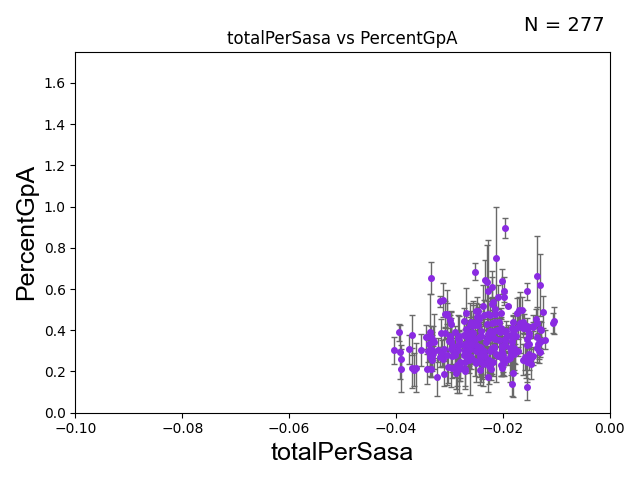 N = 277
totalPerSasa vs PercentGpA
PercentGpA
1.6
1.4
1.2
1.0
0.8
0.6
0.4
0.2
0.0
−0.10 −0.08 −0.06 −0.04 −0.02 0.00
totalPerSasa